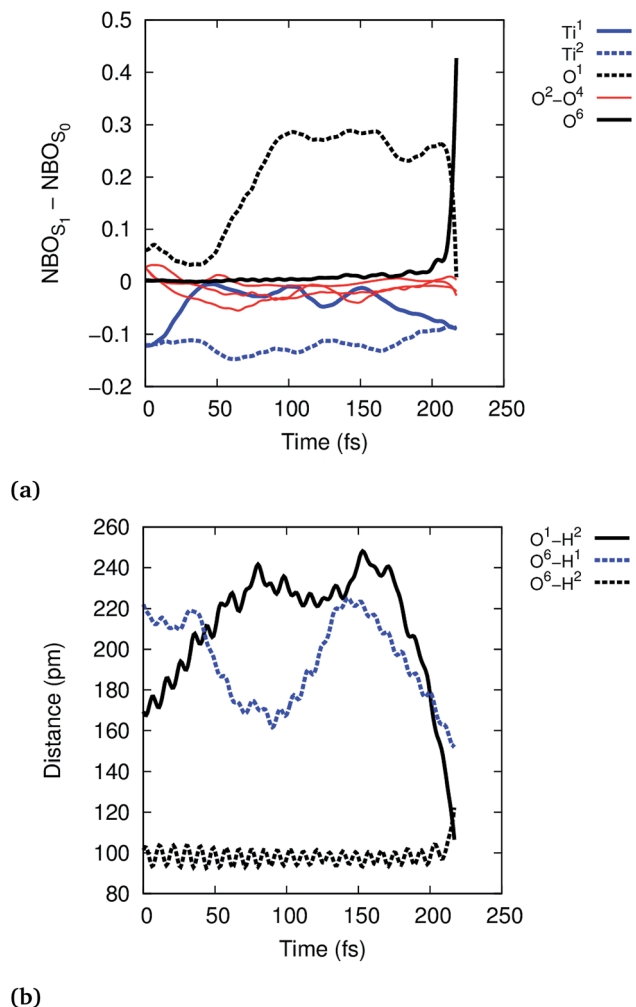 0.5
0.4
0.3
0.2
0.1
0
−0.1
−0.2
NBO_S₁ − NBO_S₀
0
50
100
150
200
250
Time (fs)
Ti¹
Ti²
O¹
O²−O⁴
O⁶
(a)
260
240
220
200
180
160
140
120
100
80
Distance (pm)
0
50
100
150
200
250
Time (fs)
O¹−H²
O⁶−H¹
O⁶−H²
(b)